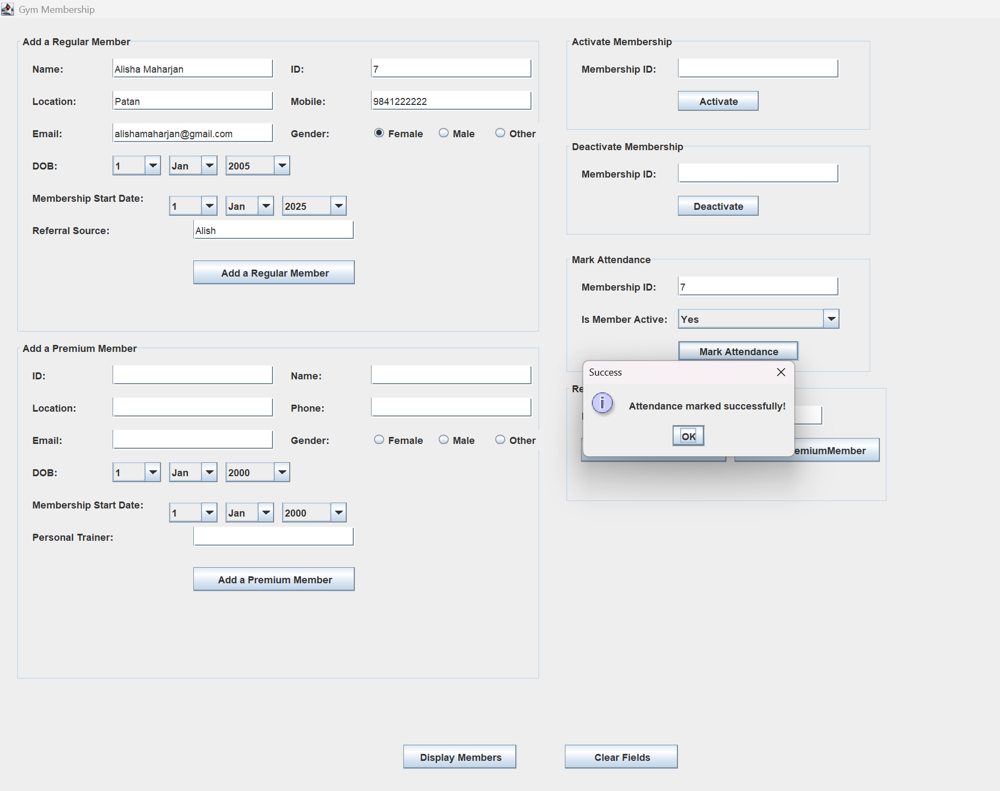 Gym Membership
Add a Regular Member
Name: Alisha Maharjan ID: 7
Location: Patan Mobile: 9841222222
Email: alishamaharjan@gmail.com Gender: Female Male Other
DOB: 1 Jan 2005
Membership Start Date: 1 Jan 2025
Referral Source: Alish
Add a Regular Member
Add a Premium Member
ID: Name:
Location: Phone:
Email: Gender: Female Male Other
DOB: 1 Jan 2000
Membership Start Date: 1 Jan 2000
Personal Trainer:
Add a Premium Member
Activate Membership
Membership ID:
Activate
Deactivate Membership
Membership ID:
Deactivate
Mark Attendance
Membership ID: 7
Is Member Active: Yes
Mark Attendance
Success
i
Attendance marked successfully!
OK
Display Members Clear Fields